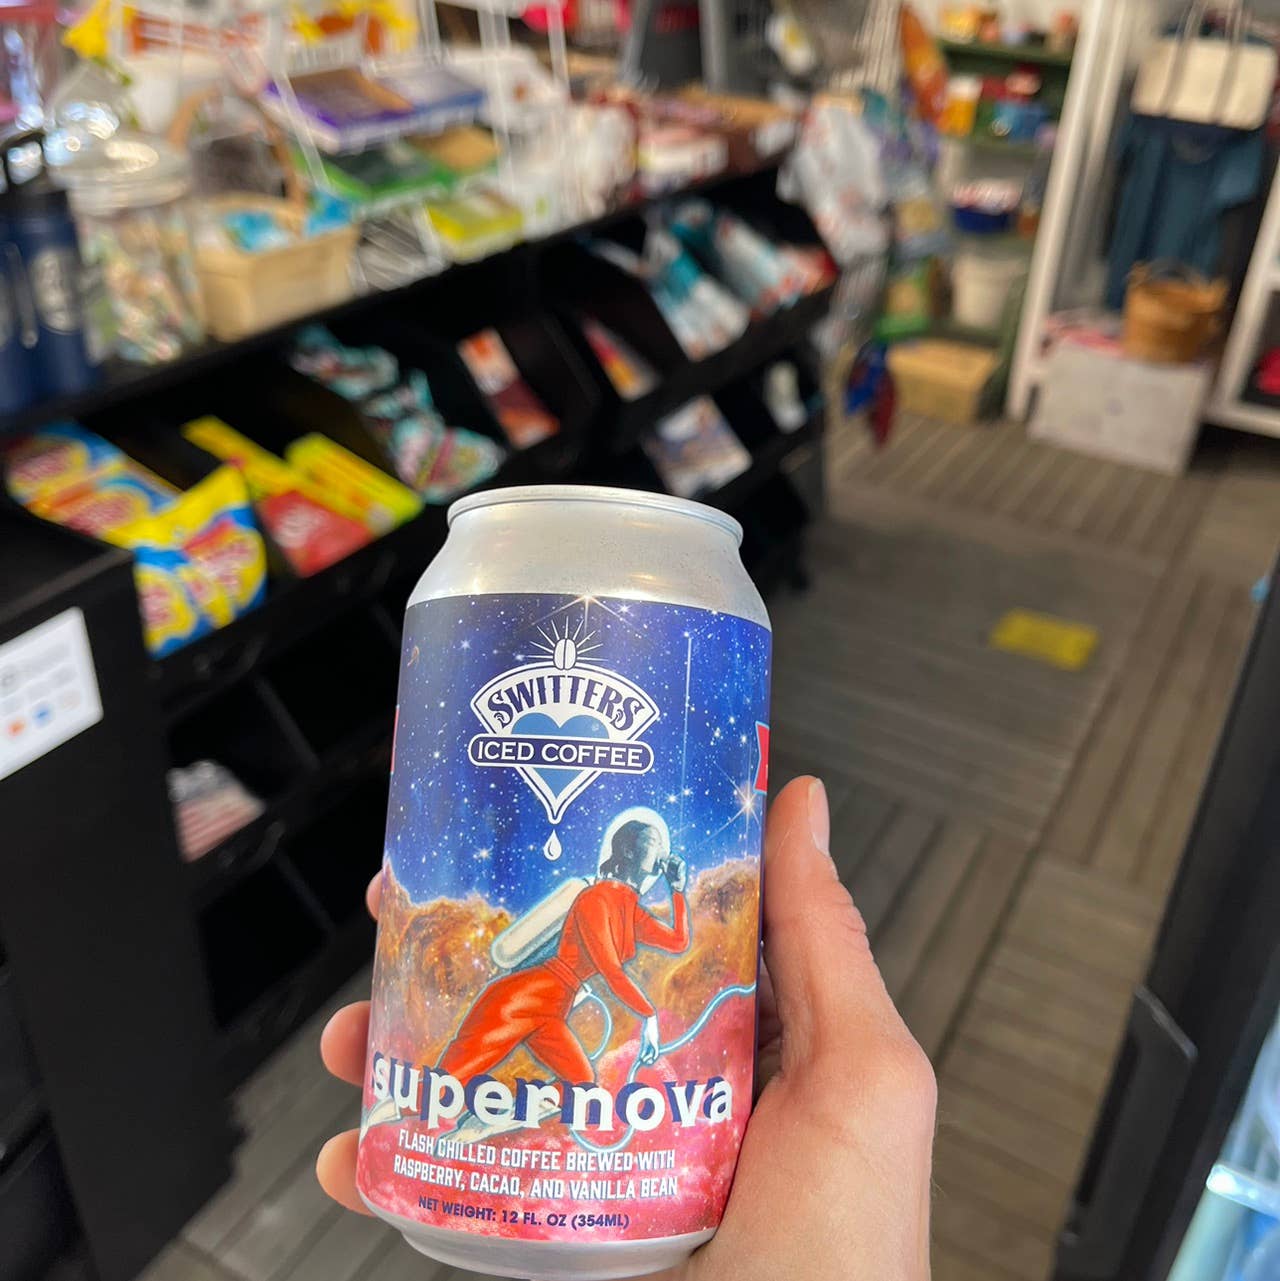 SWITTERS
ICED COFFEE
supernova
FLASH CHILLED COFFEE BREWED WITH
RASPBERRY, CACAO, AND VANILLA BEAN
NET WEIGHT: 12 FL. OZ (354ML)